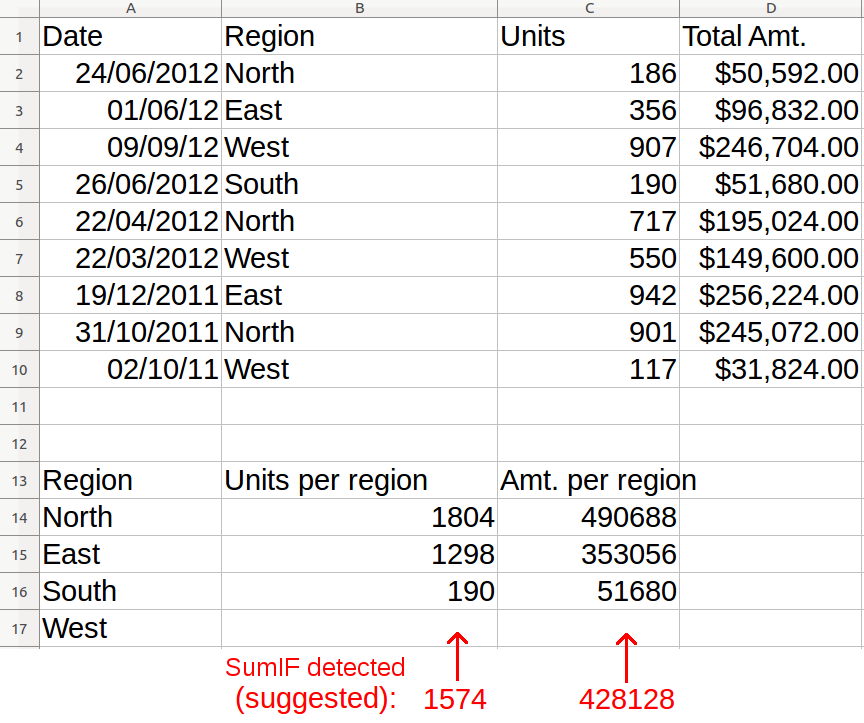 A B C D
1 Date Region Units Total Amt.
2 24/06/2012 North 186 $50,592.00
3 01/06/12 East 356 $96,832.00
4 09/09/12 West 907 $246,704.00
5 26/06/2012 South 190 $51,680.00
6 22/04/2012 North 717 $195,024.00
7 22/03/2012 West 550 $149,600.00
8 19/12/2011 East 942 $256,224.00
9 31/10/2011 North 901 $245,072.00
10 02/10/11 West 117 $31,824.00
11
12
13 Region Units per region Amt. per region
14 North 1804 490688
15 East 1298 353056
16 South 190 51680
17 West
SumIF detected
(suggested): 1574 428128